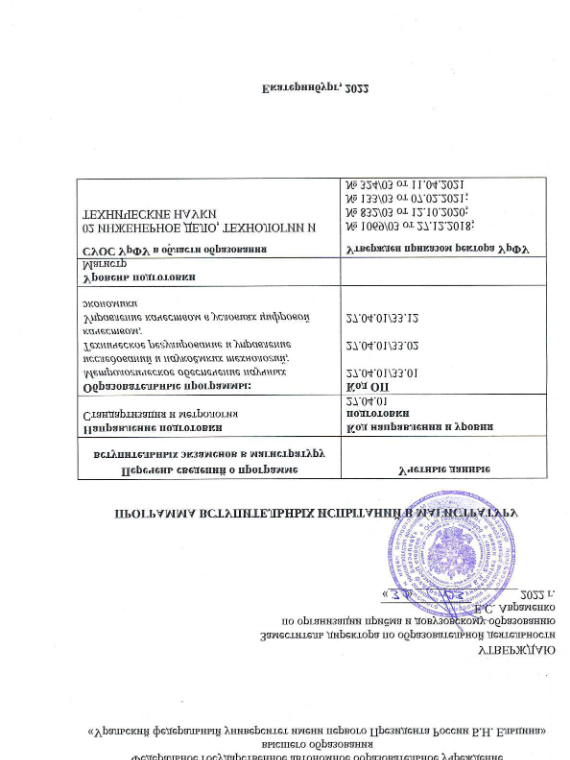 Федеральное государственное автономное образовательное учреждение
высшего образования
«Уральский федеральный университет имени первого Президента России Б.Н. Ельцина»
УТВЕРЖДАЮ
Заместитель директора по образовательной деятельности
по организации приёма и довузовскому образованию
Е.С. Авраменко
2022 г.
ПРОГРАММА ВСТУПИТЕЛЬНЫХ ИСПЫТАНИЙ В МАГИСТРАТУРУ
Перечень сведений о программе
вступительных экзаменов в магистратуру
Учетные данные
Направление подготовки
Стандартизация и метрология
Код направления и уровня
подготовки
27.04.01
Образовательные программы:
Метрологическое обеспечение научных
исследований и наукоёмких технологий;
Техническое регулирование и управление
качеством;
Управление качеством в условиях цифровой
экономики
Код ОП
27.04.01/33.01
27.04.01/33.02
27.04.01/33.12
Уровень подготовки
Магистр
СУОС УрФУ в области образования
02 ИНЖЕНЕРНОЕ ДЕЛО, ТЕХНОЛОГИИ И
ТЕХНИЧЕСКИЕ НАУКИ
Утвержден приказом ректора УрФУ
№ 1069/03 от 27.12.2018;
№ 832/03 от 12.10.2020;
№ 133/03 от 07.02.2021;
№ 324/03 от 11.04.2021
Екатеринбург, 2022